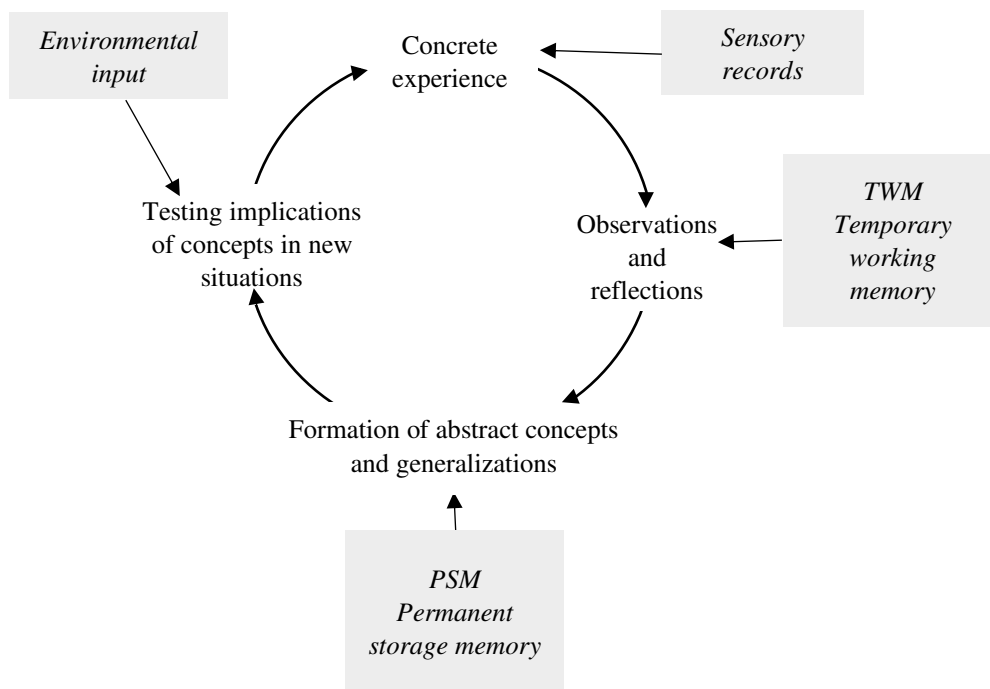 Environmental
input
Concrete
experience
Sensory
records
Testing implications
of concepts in new
situations
Observations
and
reflections
TWM
Temporary
working
memory
Formation of abstract concepts
and generalizations
PSM
Permanent
storage memory